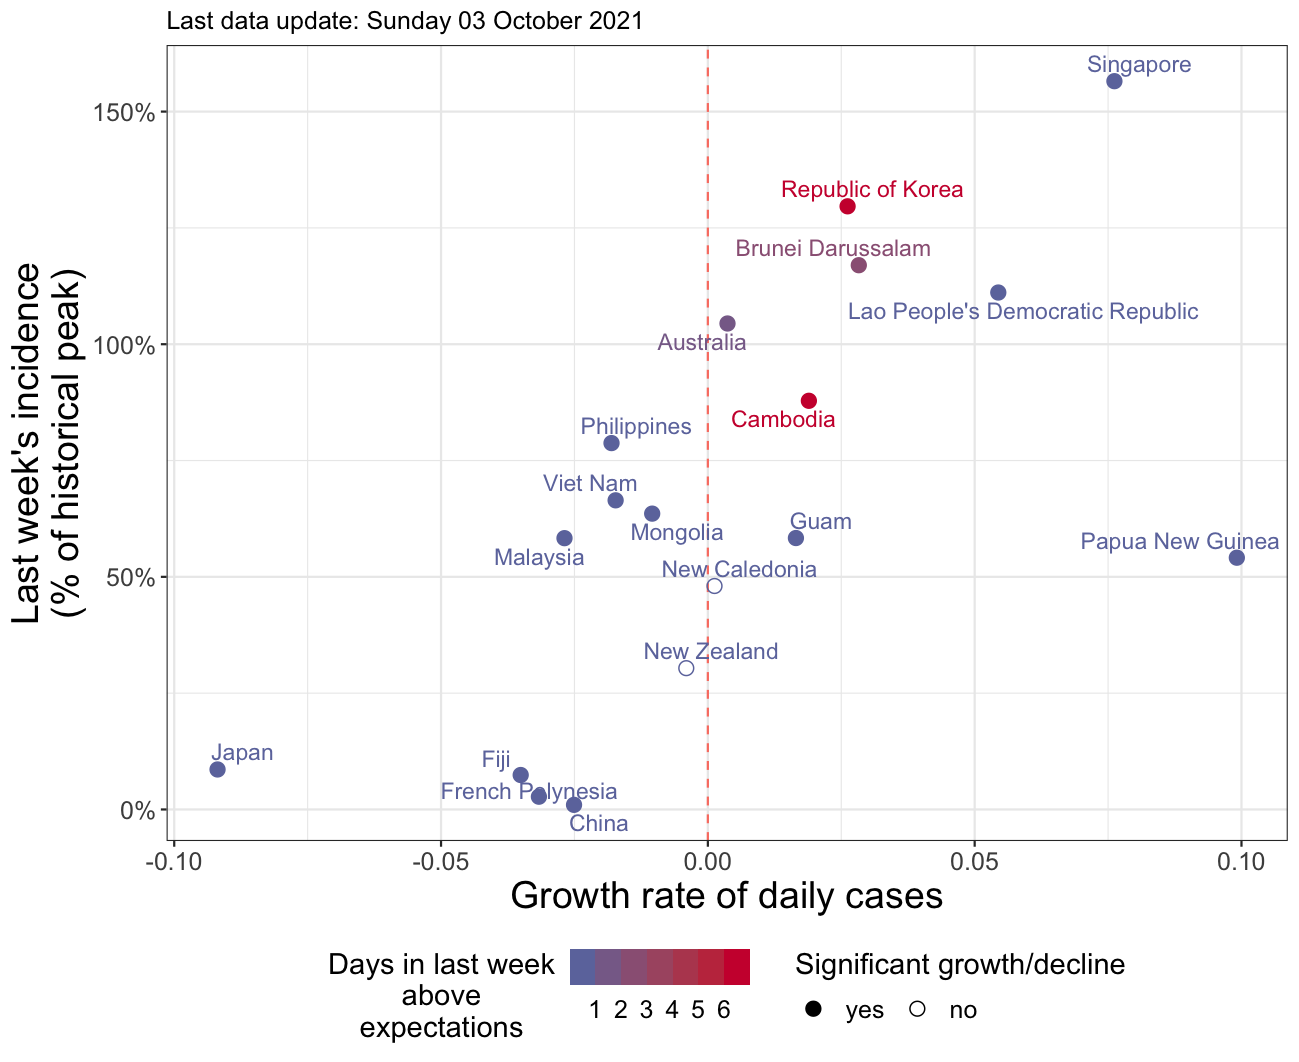 Last data update: Sunday 03 October 2021
Singapore
150%
Republic of Korea
Brunei Darussalam
Lao People's Democratic Republic
Australia
100%
Cambodia
Philippines
Viet Nam
Mongolia
Guam
Malaysia
Papua New Guinea
New Caledonia
50%
New Zealand
Japan
Fiji
French Polynesia
China
0%
Last week's incidence
(% of historical peak)
-0.10 -0.05 0.00 0.05 0.10
Growth rate of daily cases
Days in last week
above
expectations
1 2 3 4 5 6
Significant growth/decline
yes no